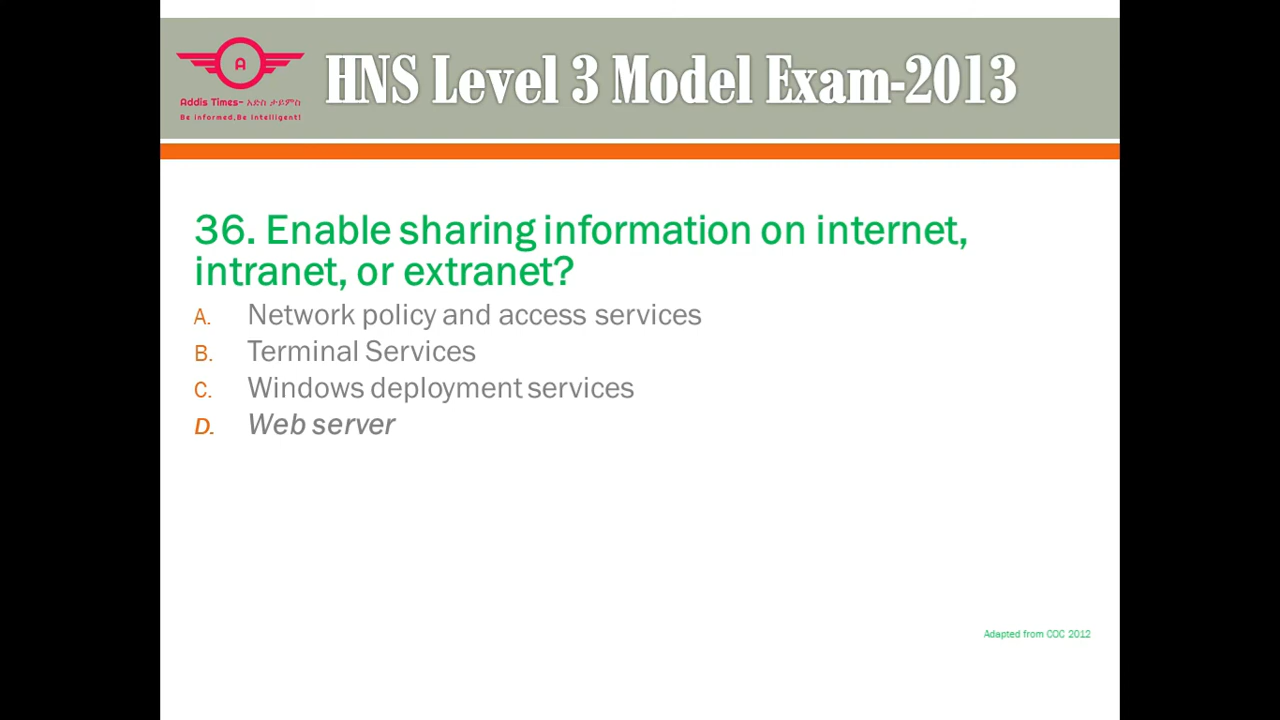 A
Addis Times- አድስ ታይምስ
Be Informed,Be Intelligent!
HNS Level 3 Model Exam-2013
36. Enable sharing information on internet,
intranet, or extranet?
A. Network policy and access services
B. Terminal Services
C. Windows deployment services
D. Web server
Adapted from COC 2012